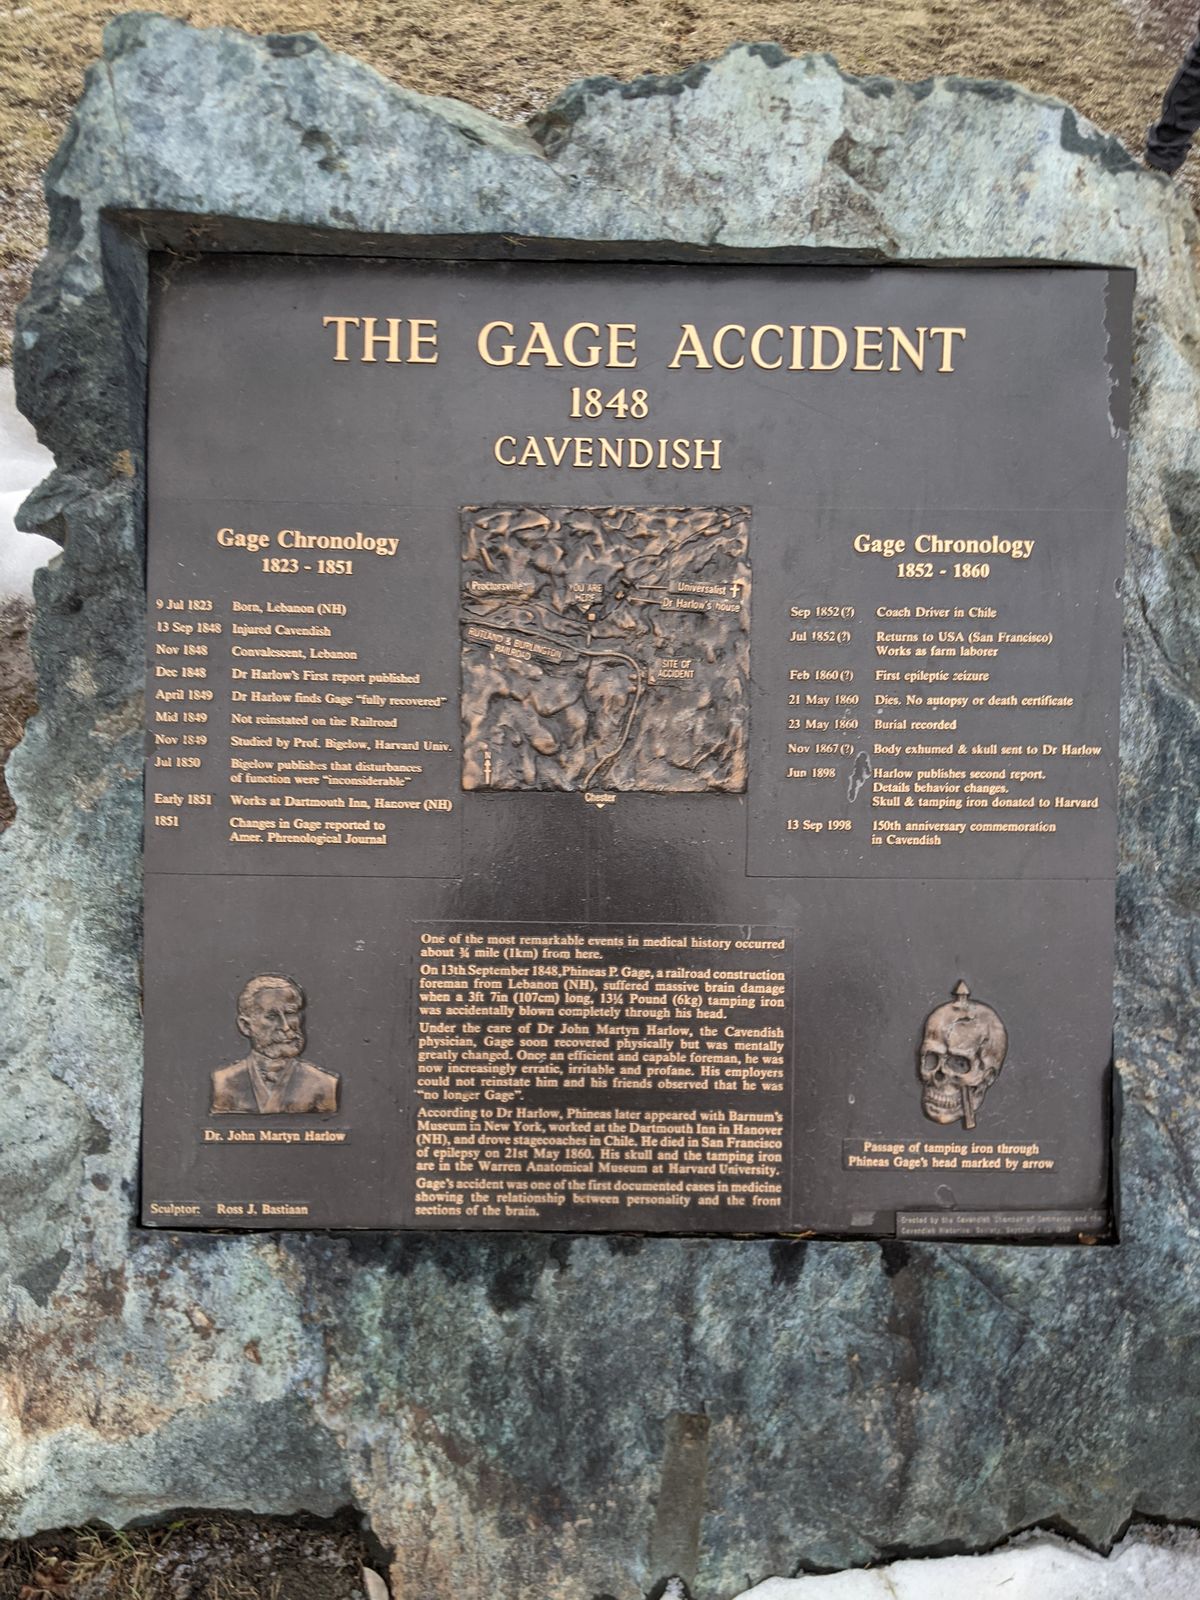 THE GAGE ACCIDENT
1848
CAVENDISH
Gage Chronology
1823 - 1851
9 Jul 1823 Born, Lebanon (NH)
13 Sep 1848 Injured Cavendish
Nov 1848 Convalescent, Lebanon
Dec 1848 Dr Harlow's First report published
April 1849 Dr Harlow finds Gage "fully recovered"
Mid 1849 Not reinstated on the Railroad
Nov 1849 Studied by Prof. Bigelow, Harvard Univ.
Jul 1850 Bigelow publishes that disturbances
of function were "inconsiderable"
Early 1851 Works at Dartmouth Inn, Hanover (NH)
1851 Changes in Gage reported to
Amer. Phrenological Journal
Proctorsville
YOU ARE
HERE
Universalist
Dr Harlow's house
RUTLAND & BURLINGTON
RAILROAD
SITE OF
ACCIDENT
N
Chester
Gage Chronology
1852 - 1860
Sep 1852(?) Coach Driver in Chile
Jul 1852(?) Returns to USA (San Francisco)
Works as farm laborer
Feb 1860(?) First epileptic seizure
21 May 1860 Dies. No autopsy or death certificate
23 May 1860 Burial recorded
Nov 1867(?) Body exhumed & skull sent to Dr Harlow
Jun 1898 Harlow publishes second report.
Details behavior changes.
Skull & tamping iron donated to Harvard
13 Sep 1998 150th anniversary commemoration
in Cavendish
One of the most remarkable events in medical history occurred
about ¾ mile (1km) from here.
On 13th September 1848,Phineas P. Gage, a railroad construction
foreman from Lebanon (NH), suffered massive brain damage
when a 3ft 7in (107cm) long, 13¼ Pound (6kg) tamping iron
was accidentally blown completely through his head.
Under the care of Dr John Martyn Harlow, the Cavendish
physician, Gage soon recovered physically but was mentally
greatly changed. Once an efficient and capable foreman, he was
now increasingly erratic, irritable and profane. His employers
could not reinstate him and his friends observed that he was
"no longer Gage".
According to Dr Harlow, Phineas later appeared with Barnum's
Museum in New York, worked at the Dartmouth Inn in Hanover
(NH), and drove stagecoaches in Chile. He died in San Francisco
of epilepsy on 21st May 1860. His skull and the tamping iron
are in the Warren Anatomical Museum at Harvard University.
Gage's accident was one of the first documented cases in medicine
showing the relationship between personality and the front
sections of the brain.
Dr. John Martyn Harlow
Sculptor: Ross J. Bastiaan
Passage of tamping iron through
Phineas Gage's head marked by arrow
Erected by the Cavendish Chamber of Commerce and the
Cavendish Historical Society,